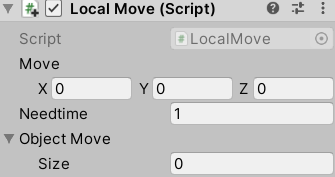 Local Move (Script)
Script # LocalMove
Move
X 0 Y 0 Z 0
Needtime 1
Object Move
Size 0